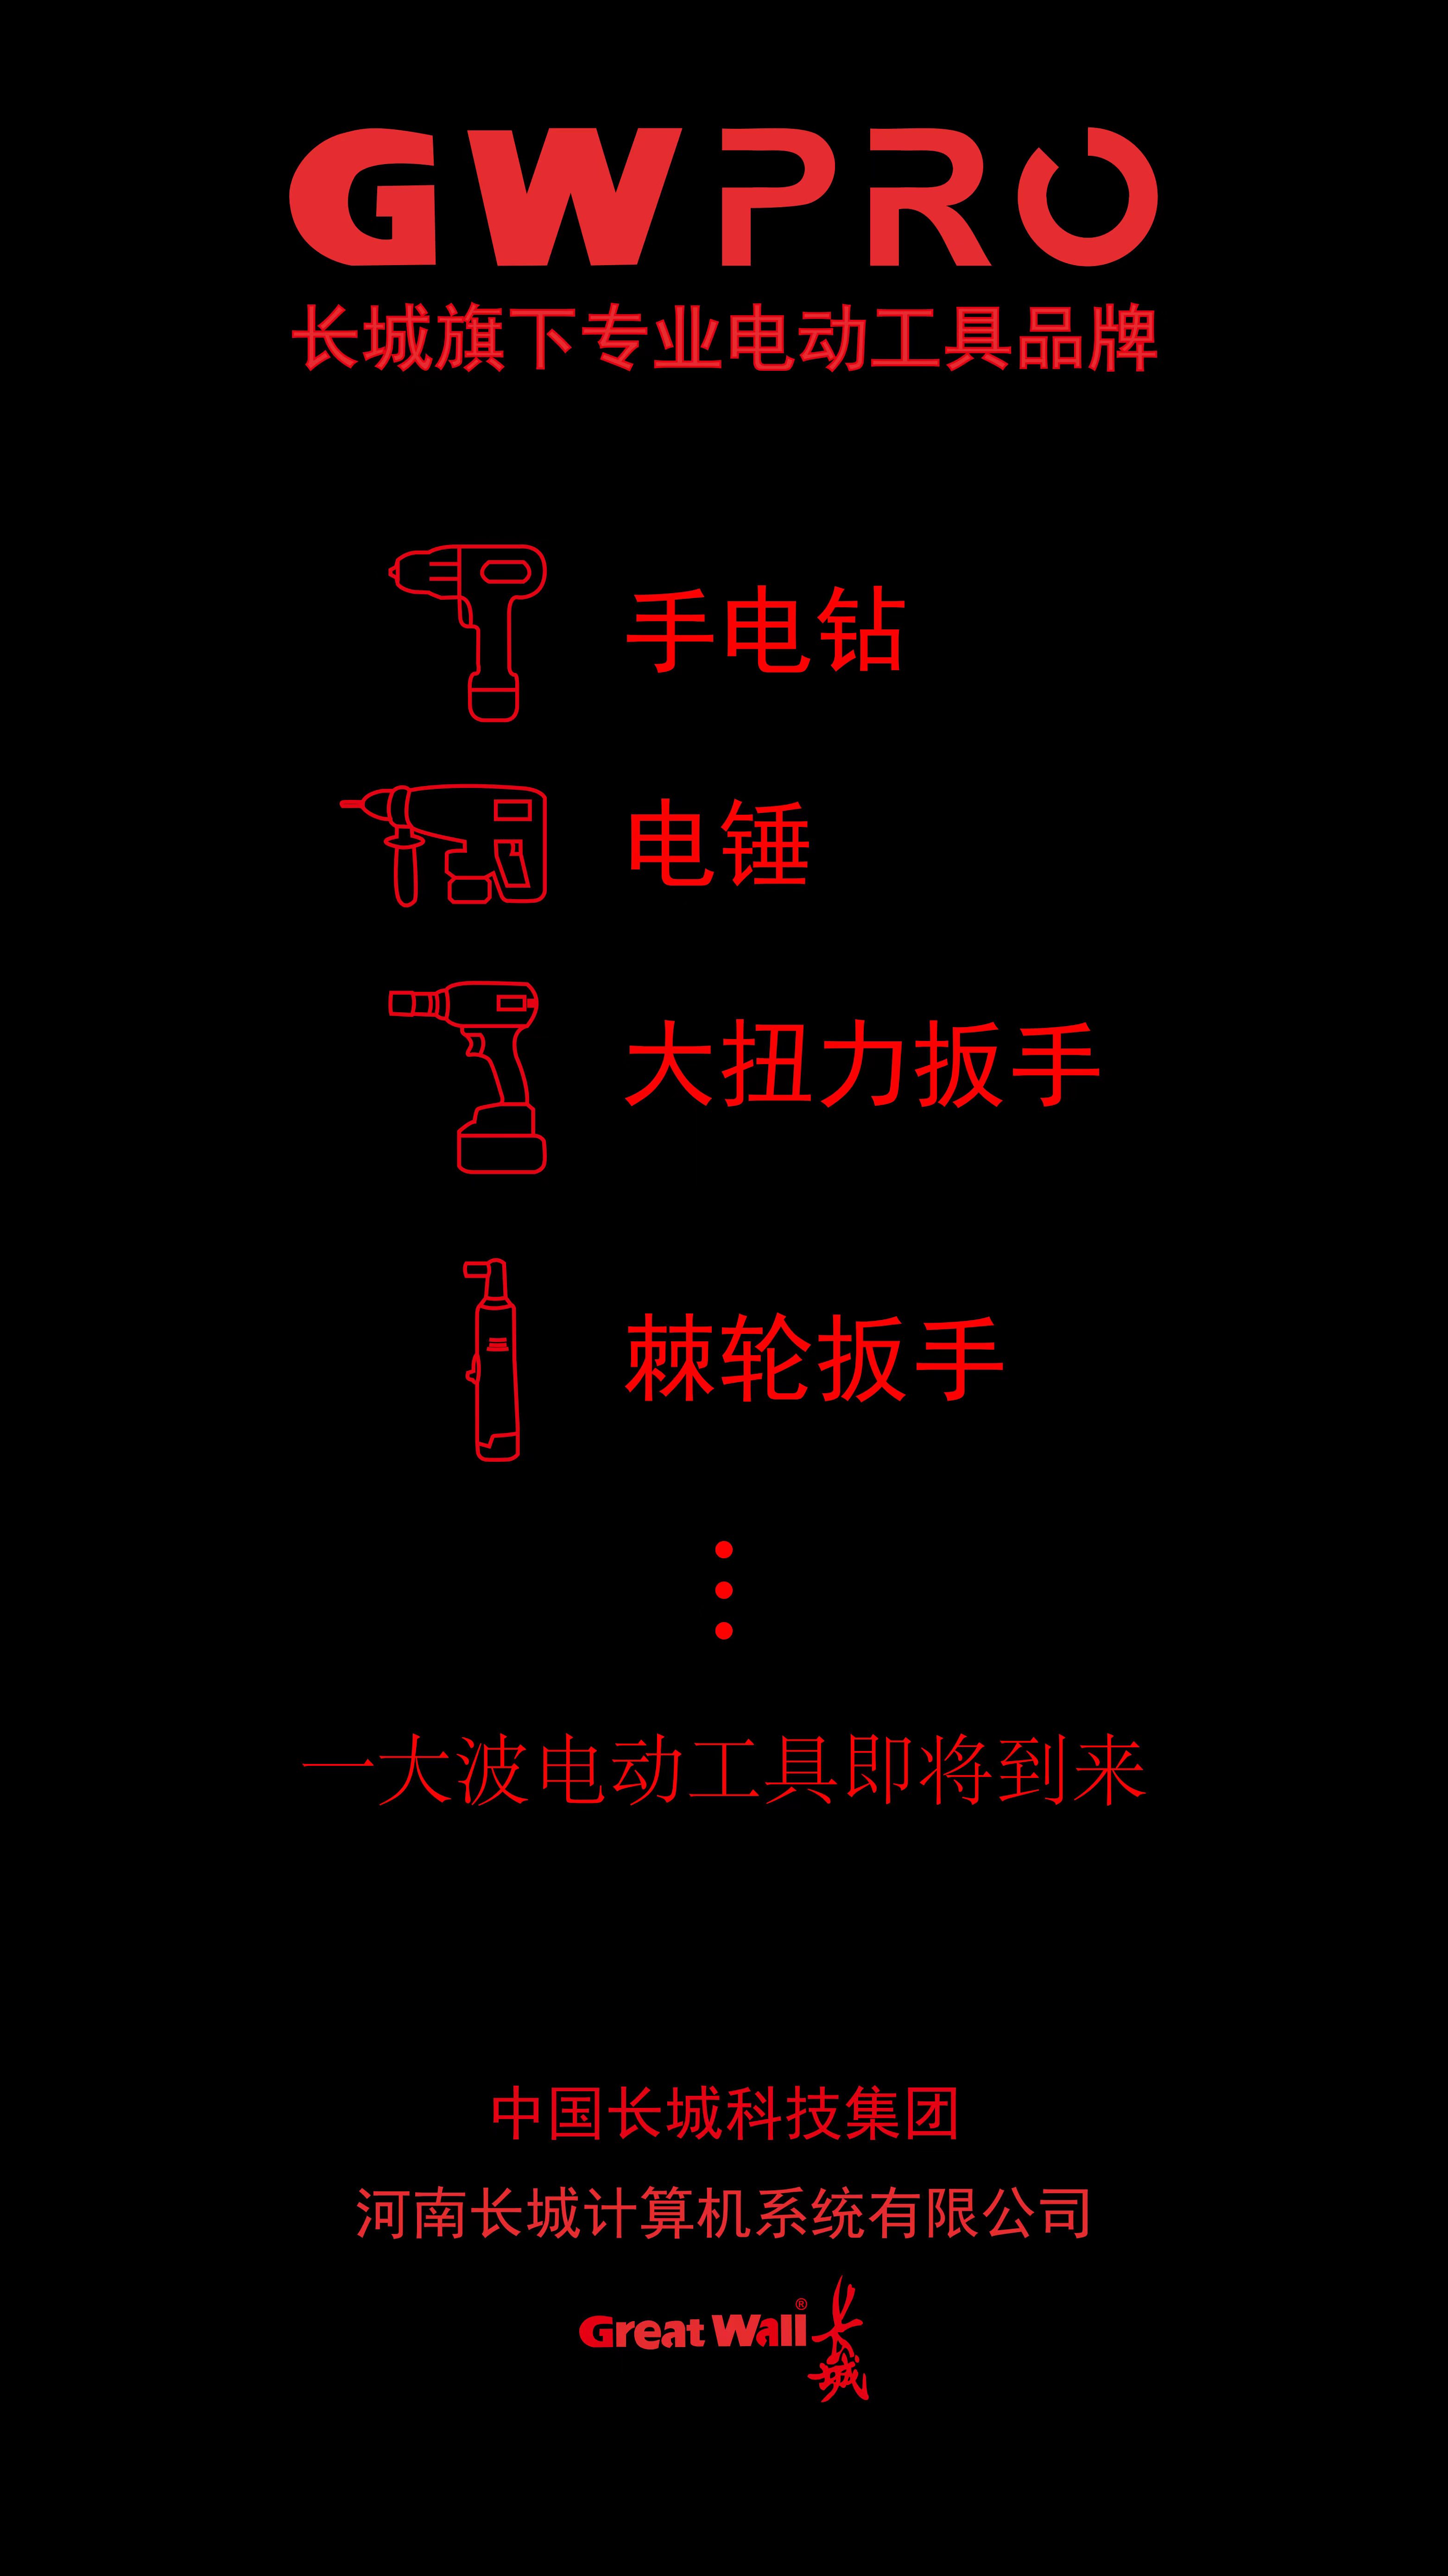 GWPRO
长城旗下专业电动工具品牌
手电钻
电锤
大扭力扳手
棘轮扳手
一大波电动工具即将到来
中国长城科技集团
河南长城计算机系统有限公司
Great Wall® 长城